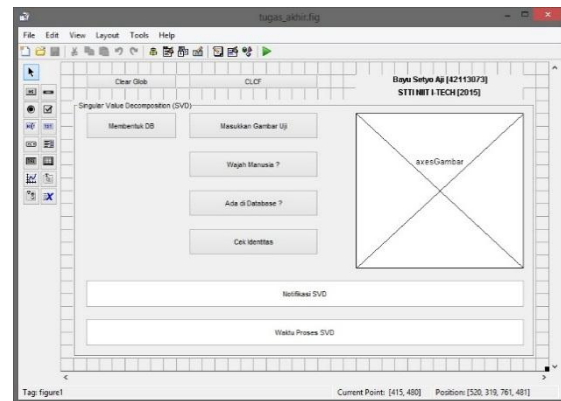 tugas_akhir.fig
File Edit View Layout Tools Help
Clear Glob CLCF
Bayu Setyo Aji [42113073]
STTI NIIT I-TECH [2015]
Singular Value Decomposition (SVD)
Membentuk DB Masukkan Gambar Uji
Wajah Manusia ?
axesGambar
Ada di Database ?
Cek Identitas
Notifikasi SVD
Waktu Proses SVD
Tag: figure1 Current Point: [415, 480] Position: [520, 319, 761, 481]